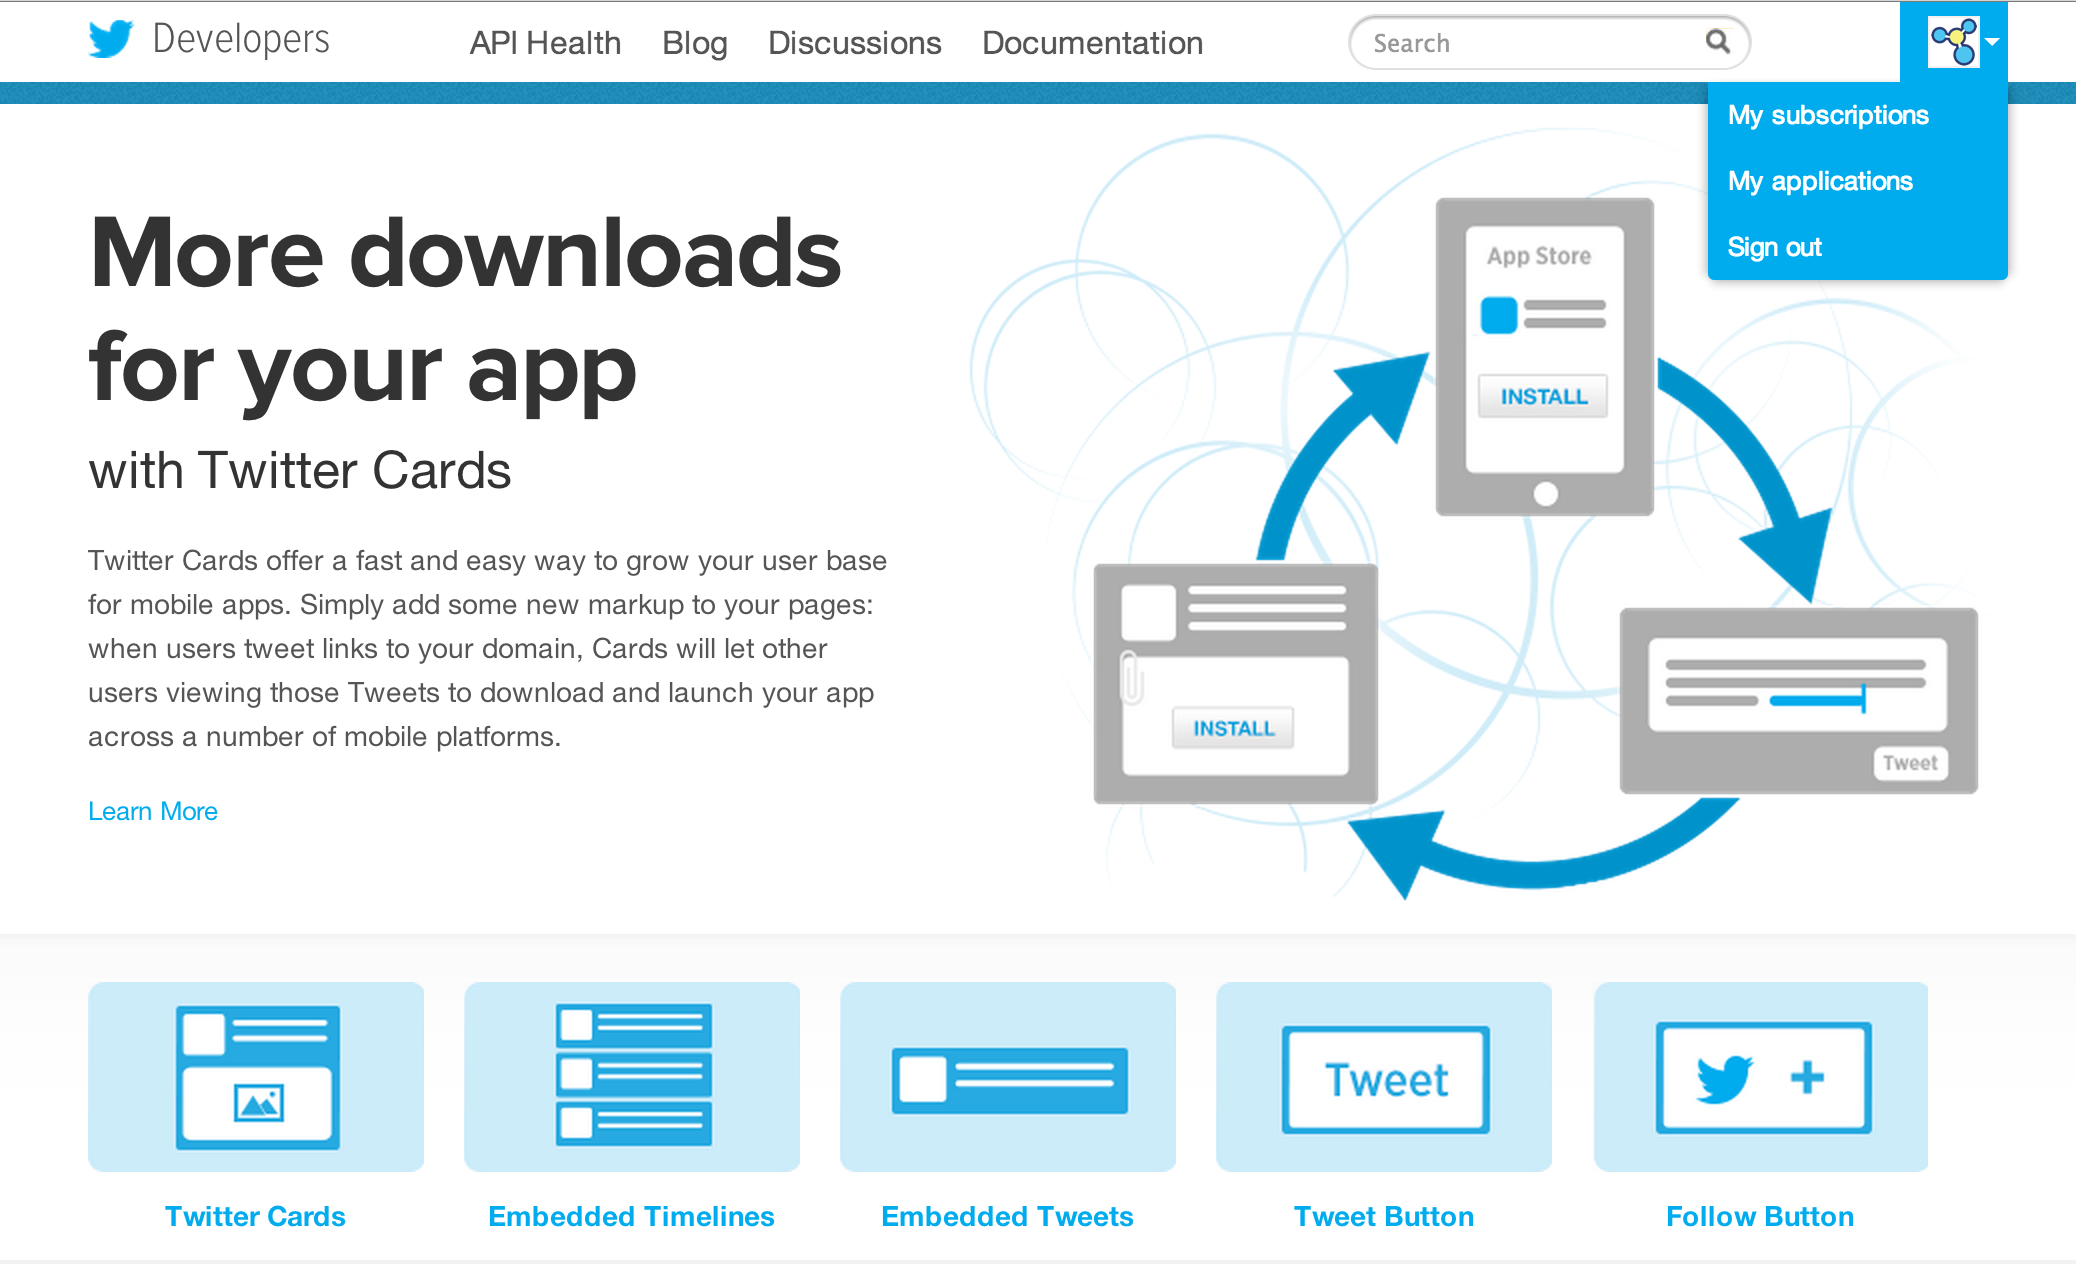 Developers
API Health
Blog
Discussions
Documentation
Search
My subscriptions
My applications
Sign out
More downloads
for your app
with Twitter Cards
Twitter Cards offer a fast and easy way to grow your user base
for mobile apps. Simply add some new markup to your pages:
when users tweet links to your domain, Cards will let other
users viewing those Tweets to download and launch your app
across a number of mobile platforms.
Learn More
App Store
INSTALL
INSTALL
Tweet
Tweet
Twitter Cards
Embedded Timelines
Embedded Tweets
Tweet Button
Follow Button